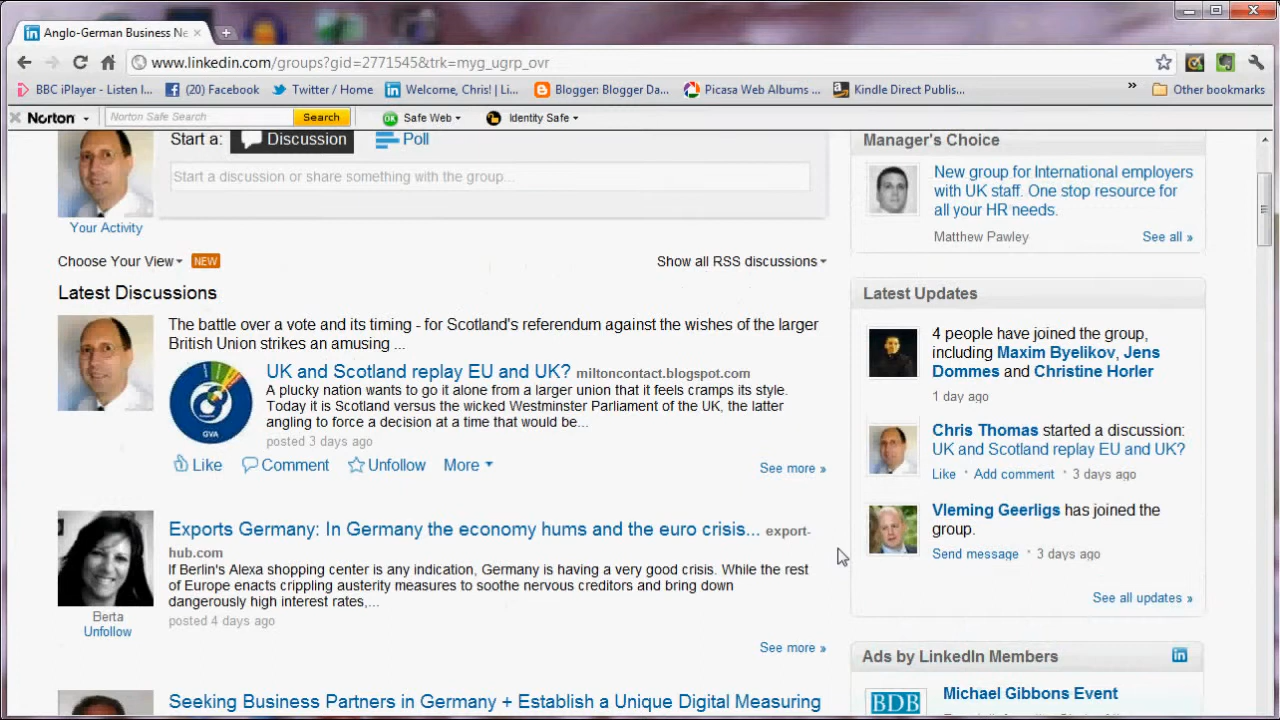 Anglo-German Business Ne
www.linkedin.com/groups?gid=2771545&trk=myg_ugrp_ovr
BBC iPlayer - Listen l...
(20) Facebook
Twitter / Home
Welcome, Chris! | Li...
Blogger: Blogger Da...
Picasa Web Albums ...
Kindle Direct Publis...
»
Other bookmarks
Norton
Norton Safe Search
Search
OK
Safe Web
Identity Safe
Start a:
Discussion
Poll
Start a discussion or share something with the group...
Your Activity
Choose Your View
NEW
Show all RSS discussions
Latest Discussions
The battle over a vote and its timing - for Scotland's referendum against the wishes of the larger
British Union strikes an amusing ...
GVA
UK and Scotland replay EU and UK? miltoncontact.blogspot.com
A plucky nation wants to go it alone from a larger union that it feels cramps its style.
Today it is Scotland versus the wicked Westminster Parliament of the UK, the latter
angling to force a decision at a time that would be...
posted 3 days ago
Like
Comment
Unfollow
More
See more »
Exports Germany: In Germany the economy hums and the euro crisis... export-
hub.com
If Berlin's Alexa shopping center is any indication, Germany is having a very good crisis. While the rest
of Europe enacts crippling austerity measures to soothe nervous creditors and bring down
dangerously high interest rates,...
posted 4 days ago
Berta
Unfollow
See more »
Seeking Business Partners in Germany + Establish a Unique Digital Measuring
Manager's Choice
New group for International employers
with UK staff. One stop resource for
all your HR needs.
Matthew Pawley
See all »
Latest Updates
4 people have joined the group,
including Maxim Byelikov, Jens
Dommes and Christine Horler
1 day ago
Chris Thomas started a discussion:
UK and Scotland replay EU and UK?
Like · Add comment · 3 days ago
Vleming Geerligs has joined the
group.
Send message · 3 days ago
See all updates »
Ads by LinkedIn Members
in
BDB
Michael Gibbons Event